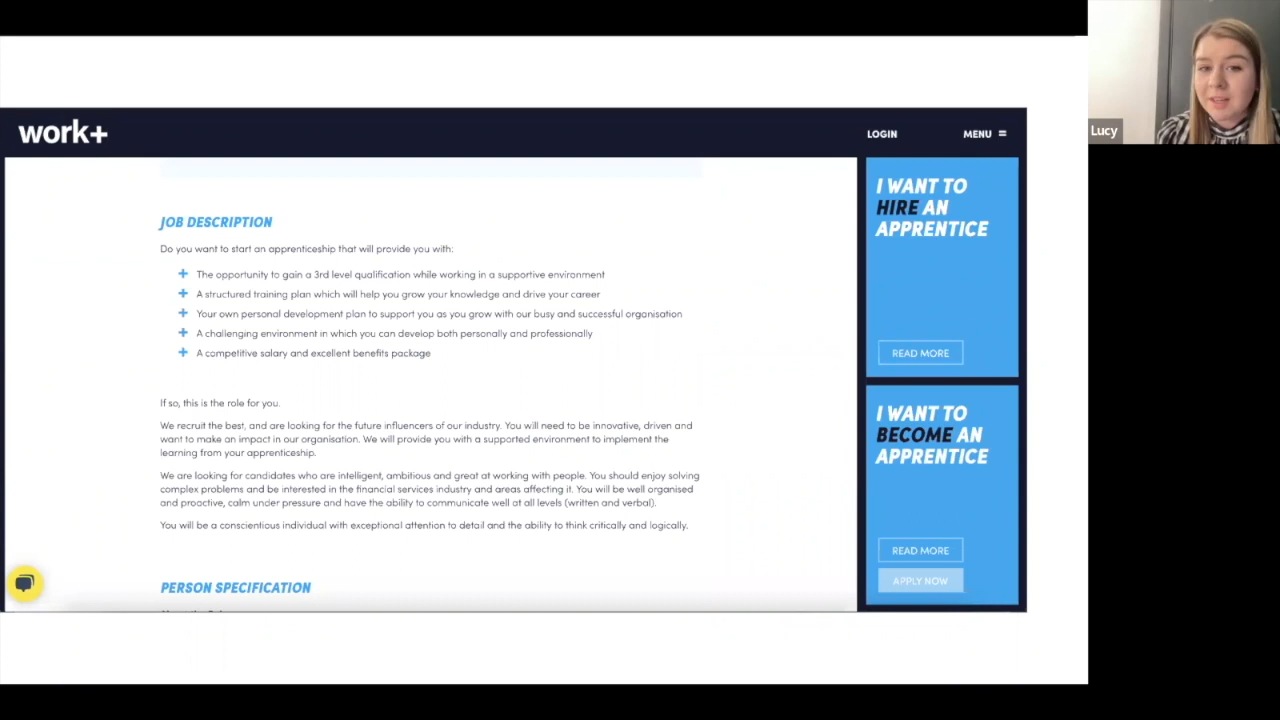 work+
LOGIN
MENU
JOB DESCRIPTION
Do you want to start an apprenticeship that will provide you with:
The opportunity to gain a 3rd level qualification while working in a supportive environment
A structured training plan which will help you grow your knowledge and drive your career
Your own personal development plan to support you as you grow with our busy and successful organisation
A challenging environment in which you can develop both personally and professionally
A competitive salary and excellent benefits package
If so, this is the role for you.
We recruit the best, and are looking for the future influencers of our industry. You will need to be innovative, driven and
want to make an impact in our organisation. We will provide you with a supported environment to implement the
learning from your apprenticeship.
We are looking for candidates who are intelligent, ambitious and great at working with people. You should enjoy solving
complex problems and be interested in the financial services industry and areas affecting it. You will be well organised
and proactive, calm under pressure and have the ability to communicate well at all levels (written and verbal).
You will be a conscientious individual with exceptional attention to detail and the ability to think critically and logically.
PERSON SPECIFICATION
I WANT TO
HIRE AN
APPRENTICE
READ MORE
I WANT TO
BECOME AN
APPRENTICE
READ MORE
APPLY NOW
Lucy